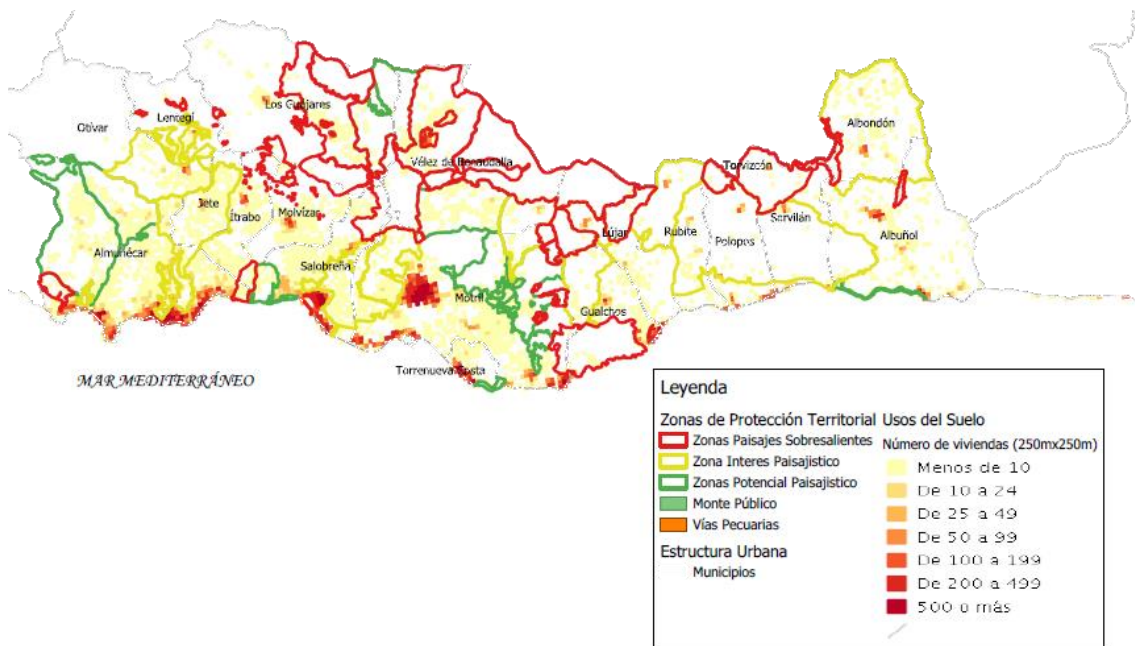 Otívar
Lentegí
Los Guajares
Vélez de Benaudalla
Albondón
Torvizcón
Jete
Ítrabo
Molvízar
Lújar
Rubite
Polopos
Sorvilán
Albuñol
Almuñécar
Salobreña
Motril
Gualchos
Torrenueva Costa
MAR MEDITERRÁNEO
Leyenda
Zonas de Protección Territorial
Zonas Paisajes Sobresalientes
Zona Interes Paisajistico
Zonas Potencial Paisajistico
Monte Público
Vías Pecuarias
Estructura Urbana
Municipios
Usos del Suelo
Número de viviendas (250mx250m)
Menos de 10
De 10 a 24
De 25 a 49
De 50 a 99
De 100 a 199
De 200 a 499
500 o más